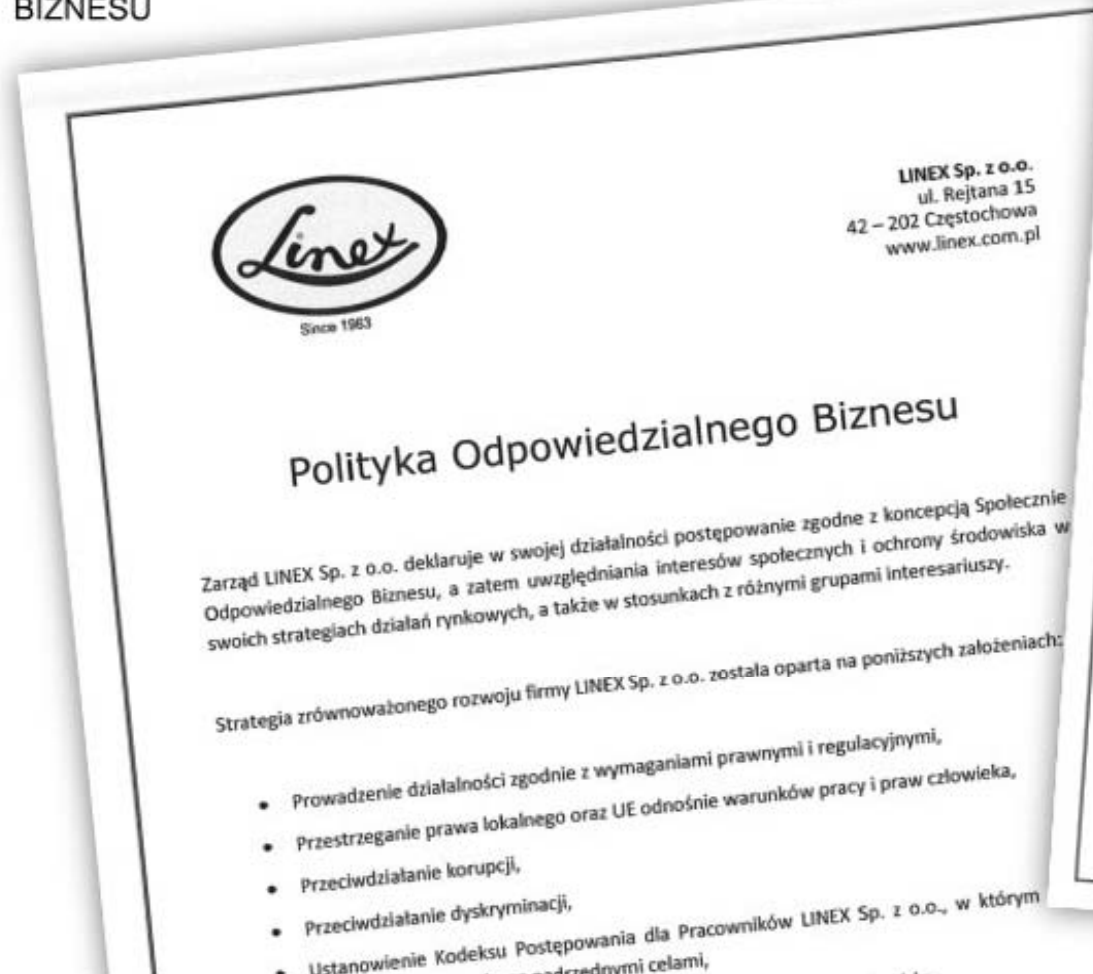 BIZNESU
Linex
Since 1963
LINEX Sp. z o.o.
ul. Rejtana 15
42 – 202 Częstochowa
www.linex.com.pl
Polityka Odpowiedzialnego Biznesu
Zarząd LINEX Sp. z o.o. deklaruje w swojej działalności postępowanie zgodne z koncepcją Społecznie
Odpowiedzialnego Biznesu, a zatem uwzględniania interesów społecznych i ochrony środowiska w
swoich strategiach działań rynkowych, a także w stosunkach z różnymi grupami interesariuszy.
Strategia zrównoważonego rozwoju firmy LINEX Sp. z o.o. została oparta na poniższych założeniach:
• Prowadzenie działalności zgodnie z wymaganiami prawnymi i regulacyjnymi,
• Przestrzeganie prawa lokalnego oraz UE odnośnie warunków pracy i praw człowieka,
• Przeciwdziałanie korupcji,
• Przeciwdziałanie dyskryminacji,
• Ustanowienie Kodeksu Postępowania dla Pracowników LINEX Sp. z o.o., w którym
nadrzędnymi celami,